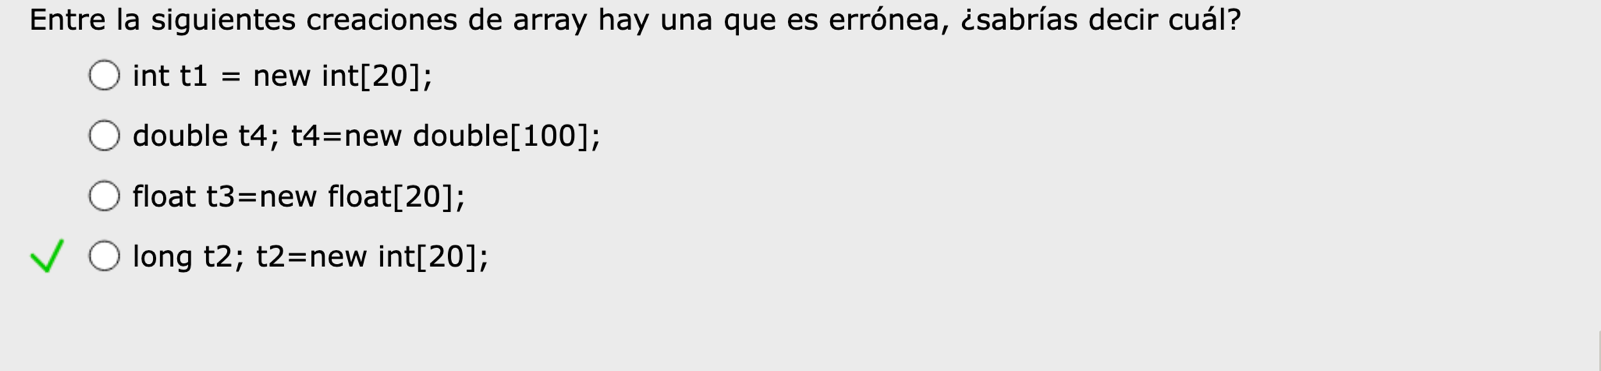 Entre la siguientes creaciones de array hay una que es errónea, ¿sabrías decir cuál?
int t1 = new int[20];
double t4; t4=new double[100];
float t3=new float[20];
long t2; t2=new int[20];